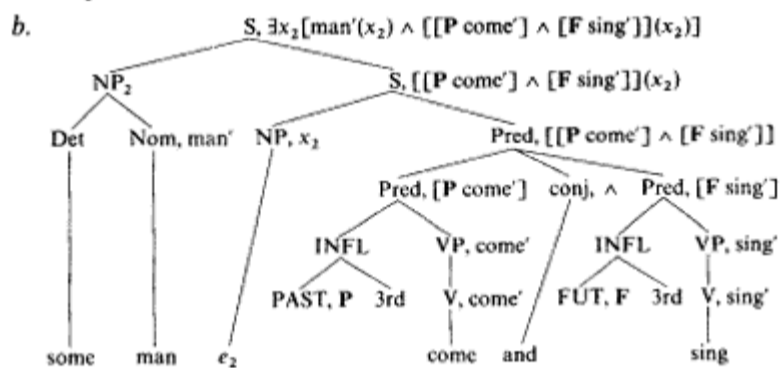 b. S, ∃x₂[man′(x₂) ∧ [[P come′] ∧ [F sing′]](x₂)]
NP₂ S, [[P come′] ∧ [F sing′]](x₂)
Det Nom, man′ NP, x₂ Pred, [[P come′] ∧ [F sing′]]
Pred, [P come′] conj, ∧ Pred, [F sing′]
INFL VP, come′ INFL VP, sing′
PAST, P 3rd V, come′ FUT, F 3rd V, sing′
some man e₂ come and sing